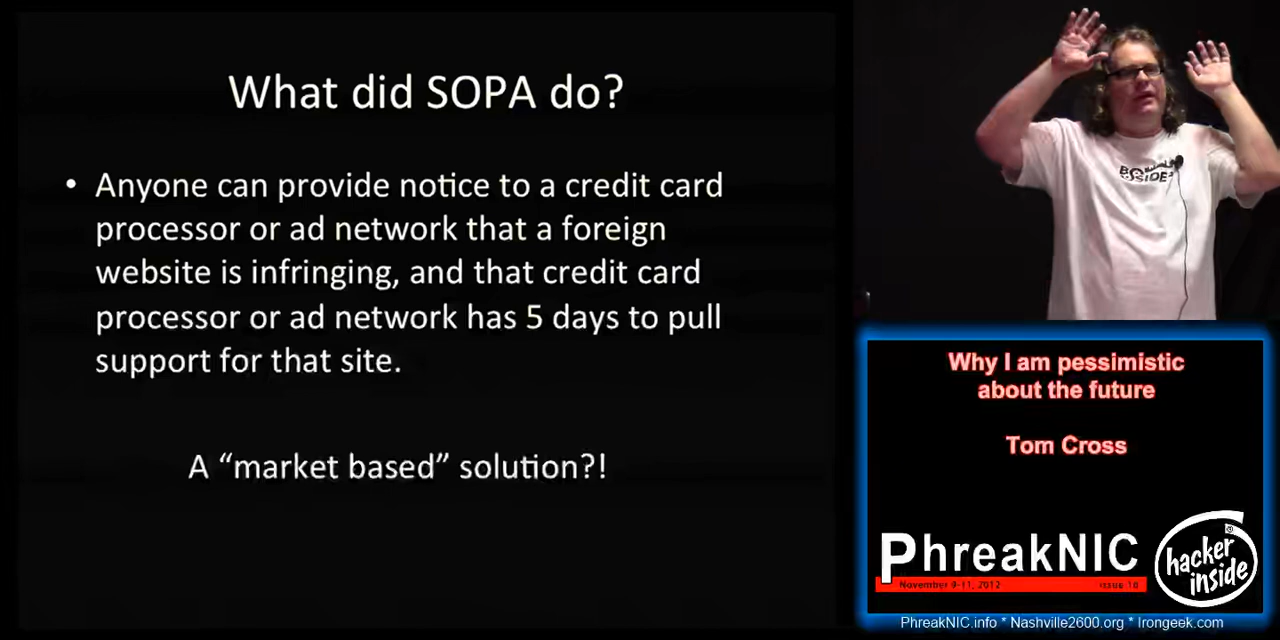 What did SOPA do?
• Anyone can provide notice to a credit card
processor or ad network that a foreign
website is infringing, and that credit card
processor or ad network has 5 days to pull
support for that site.
A “market based” solution?!
Why I am pessimistic
about the future
Tom Cross
PhreakNIC
November 9-11, 2012
hacker
inside
PhreakNIC.info * Nashville2600.org * Irongeek.com